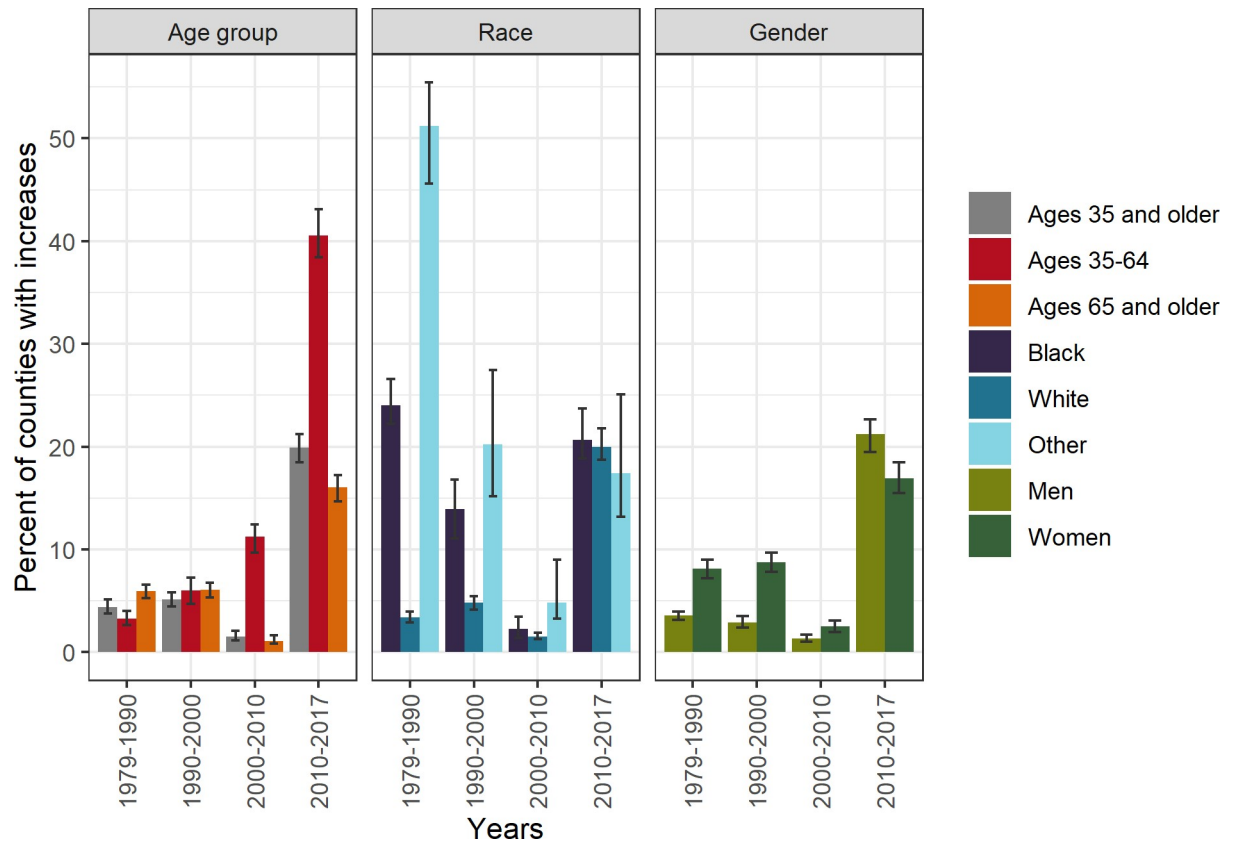 Age group
Race
Gender
Percent of counties with increases
50
40
30
20
10
0
1979-1990
1990-2000
2000-2010
2010-2017
1979-1990
1990-2000
2000-2010
2010-2017
1979-1990
1990-2000
2000-2010
2010-2017
Years
Ages 35 and older
Ages 35-64
Ages 65 and older
Black
White
Other
Men
Women